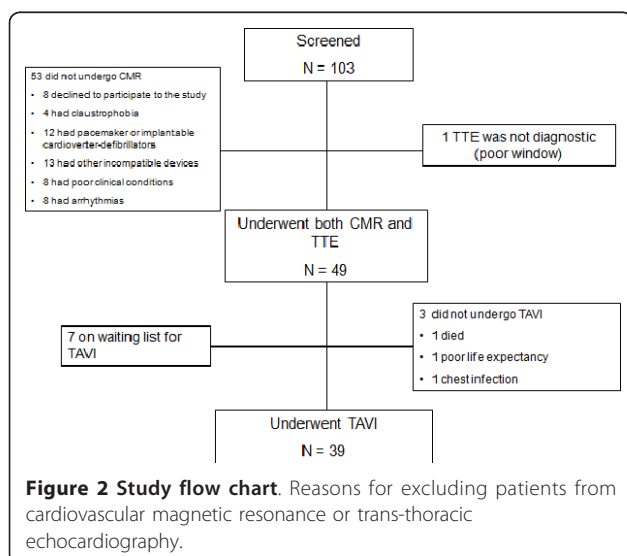 Screened
N = 103
53 did not undergo CMR
• 8 declined to participate to the study
• 4 had claustrophobia
• 12 had pacemaker or implantable
cardioverter-defibrillators
• 13 had other incompatible devices
• 8 had poor clinical conditions
• 8 had arrhythmias
1 TTE was not diagnostic
(poor window)
Underwent both CMR and
TTE
N = 49
7 on waiting list for
TAVI
3 did not undergo TAVI
• 1 died
• 1 poor life expectancy
• 1 chest infection
Underwent TAVI
N = 39
Figure 2 Study flow chart. Reasons for excluding patients from
cardiovascular magnetic resonance or trans-thoracic
echocardiography.